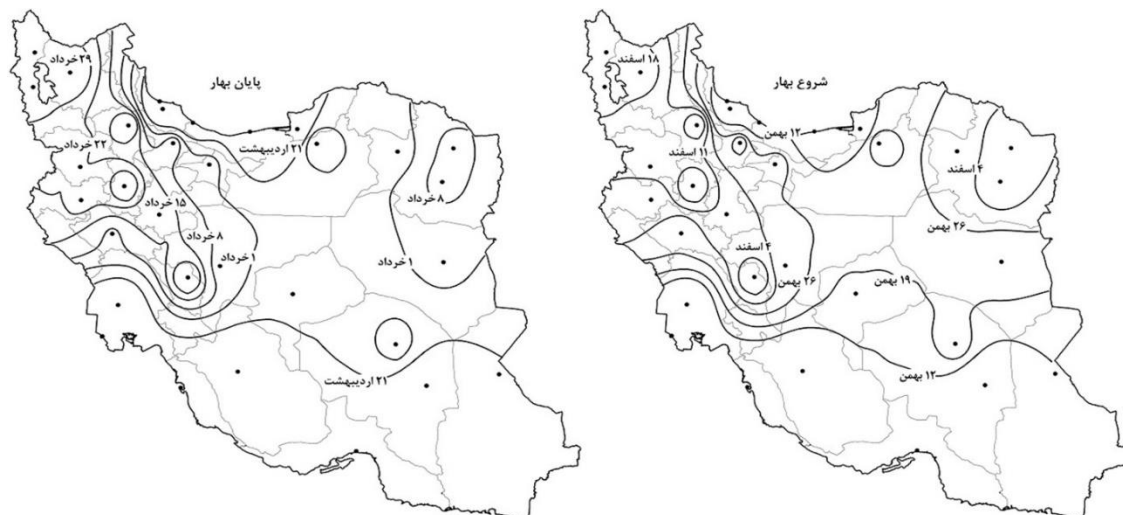 پایان بهار
۲۹ خرداد
۲۲ خرداد
۲۱ اردیبهشت
۱۵ خرداد
۸ خرداد
۸ خرداد
۱ خرداد
۱ خرداد
۲۱ اردیبهشت
شروع بهار
۱۸ اسفند
۱۲ بهمن
۱۱ اسفند
۴ اسفند
۲۶ بهمن
۴ اسفند
۲۶ بهمن
۱۹ بهمن
۱۲ بهمن